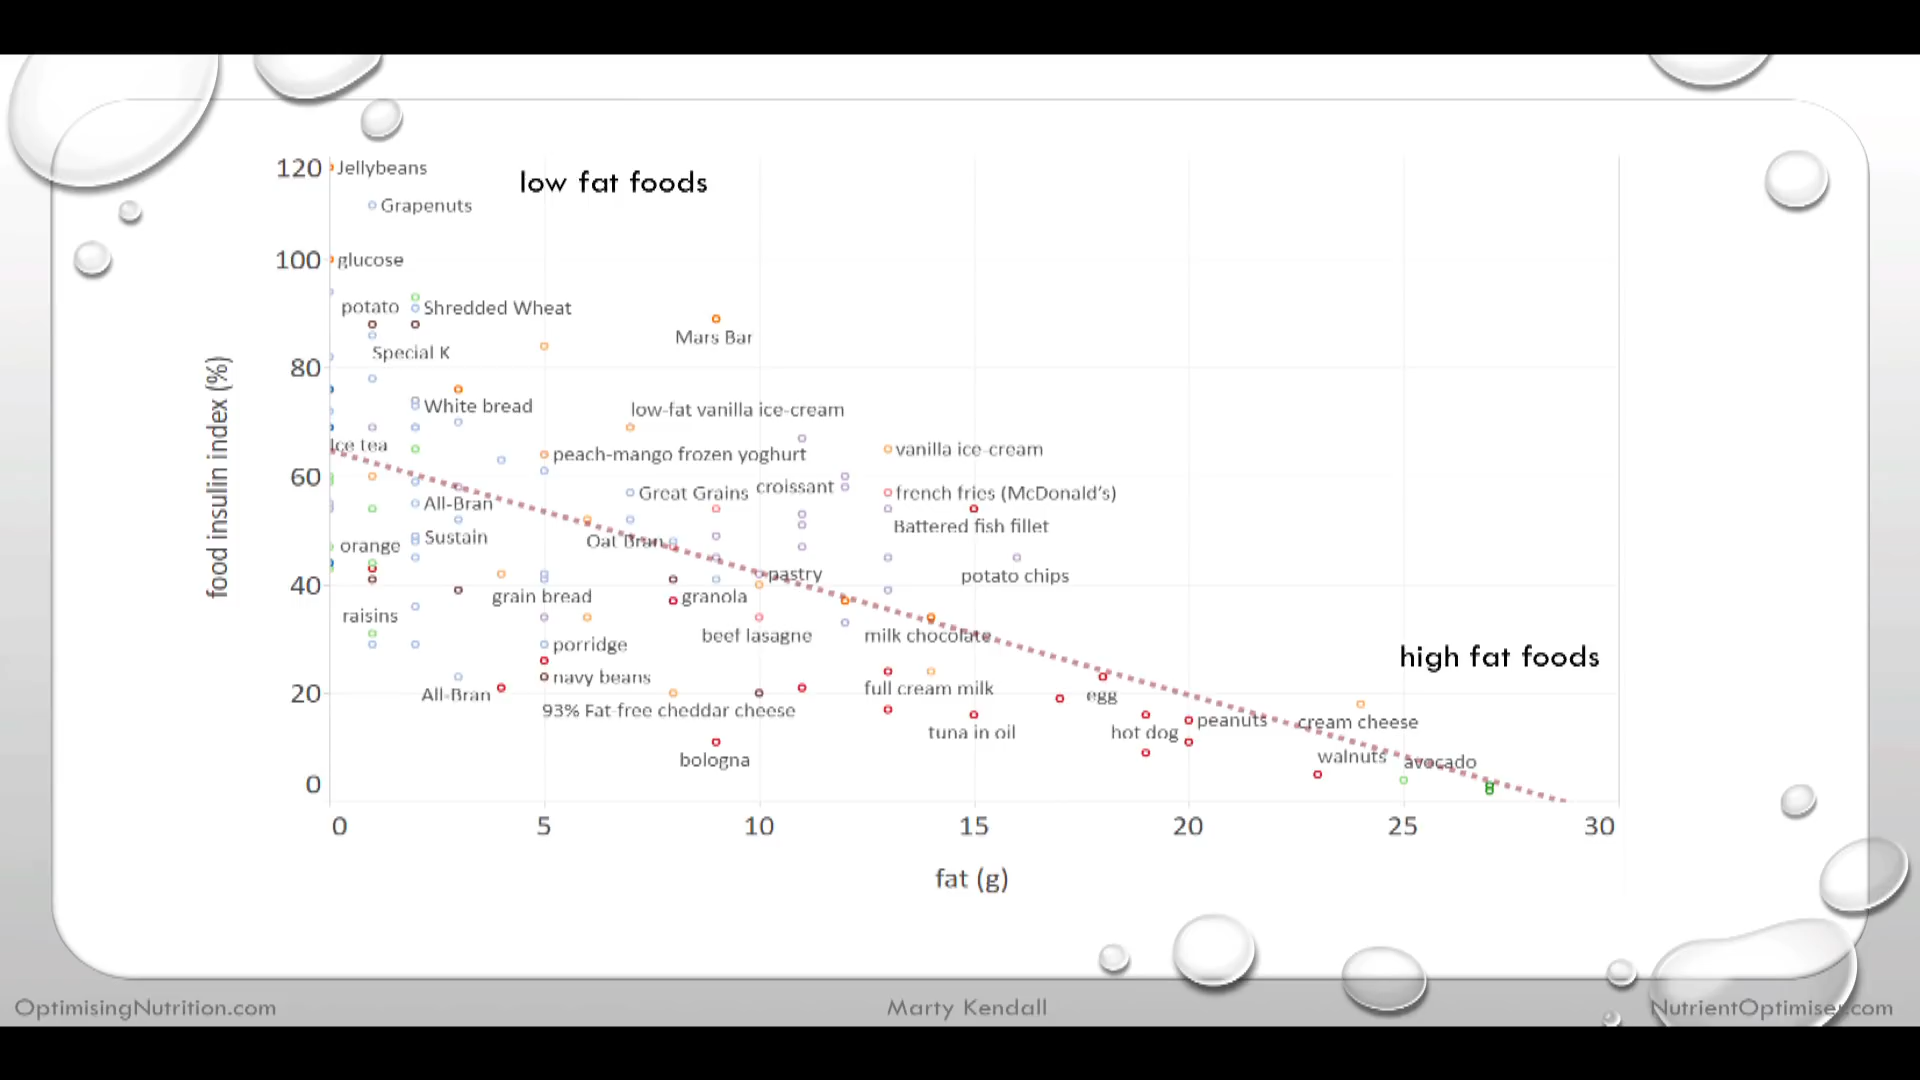 120
Jellybeans
low fat foods
Grapenuts
100
glucose
potato
Shredded Wheat
Mars Bar
Special K
80
food insulin index (%)
White bread
low-fat vanilla ice-cream
Ice tea
peach-mango frozen yoghurt
vanilla ice-cream
60
Great Grains
croissant
french fries (McDonald's)
All-Bran
Battered fish fillet
Sustain
Oat Bran
orange
pastry
potato chips
40
grain bread
granola
raisins
beef lasagne
milk chocolate
porridge
high fat foods
navy beans
20
All-Bran
full cream milk
egg
93% Fat-free cheddar cheese
peanuts
cream cheese
tuna in oil
hot dog
bologna
walnuts
avocado
0
0 5 10 15 20 25 30
fat (g)
OptimisingNutrition.com
Marty Kendall
NutrientOptimiser.com